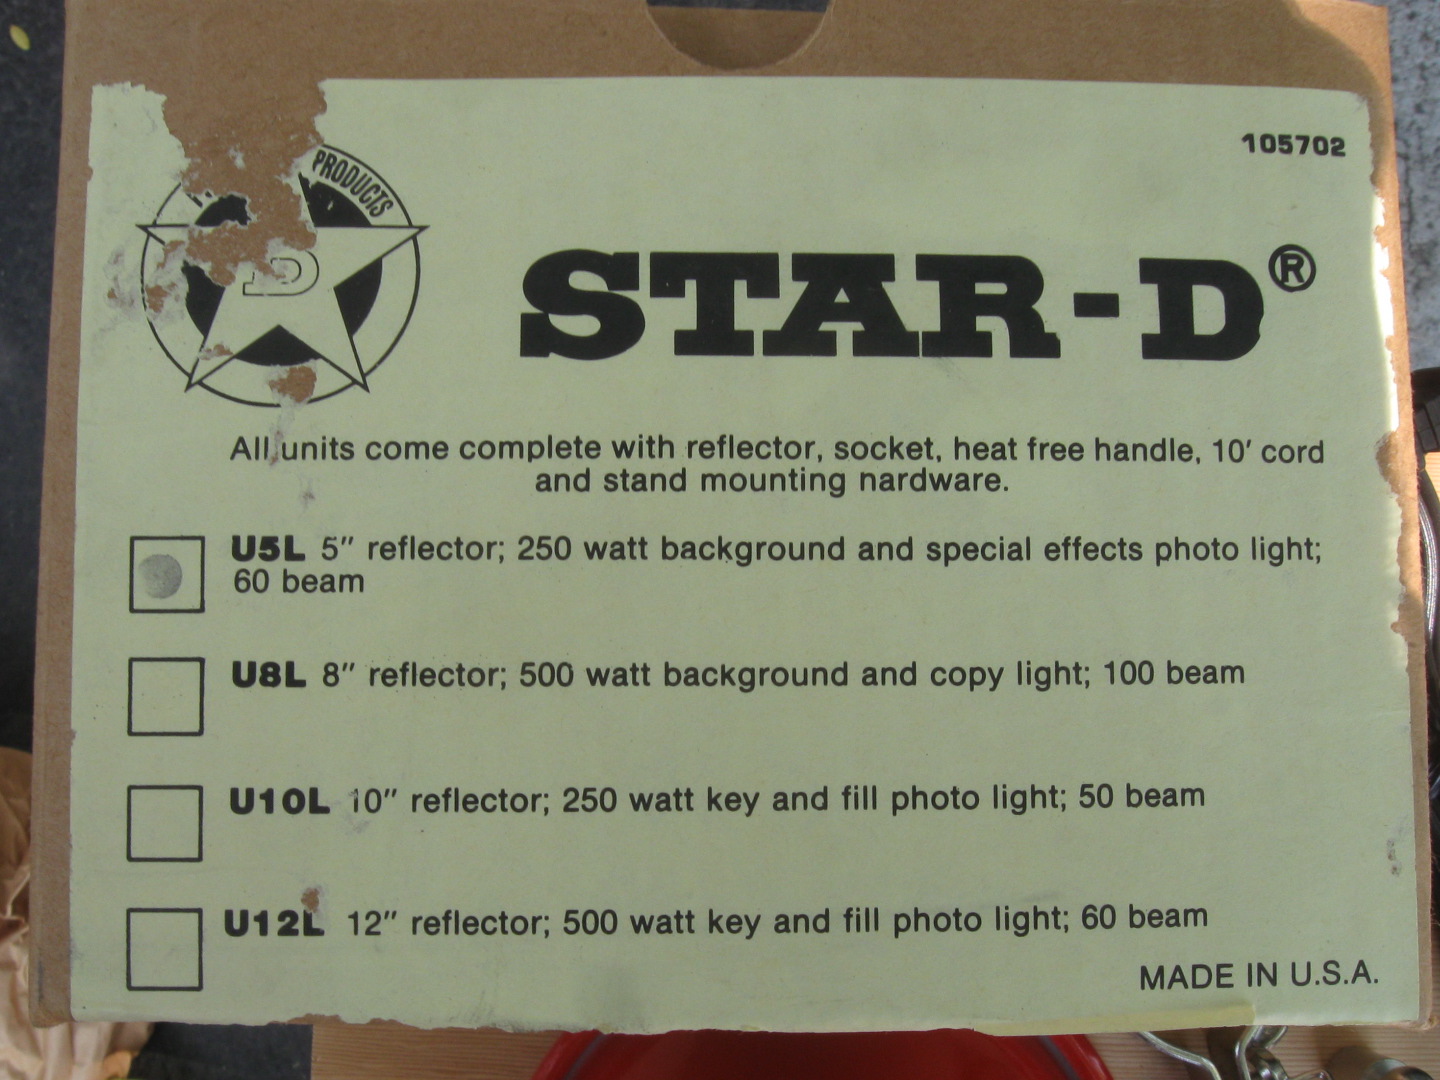 105702
PRODUCTS
D
STAR-D®
All units come complete with reflector, socket, heat free handle, 10' cord
and stand mounting hardware.
U5L 5" reflector; 250 watt background and special effects photo light;
60 beam
U8L 8" reflector; 500 watt background and copy light; 100 beam
U10L 10" reflector; 250 watt key and fill photo light; 50 beam
U12L 12" reflector; 500 watt key and fill photo light; 60 beam
MADE IN U.S.A.